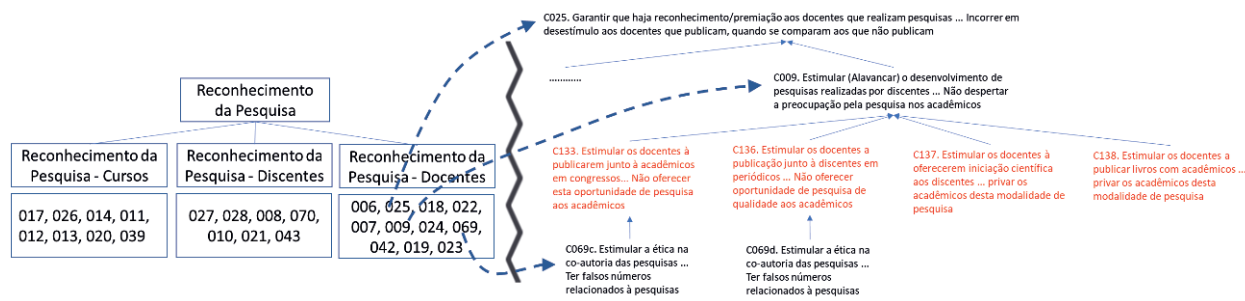 Reconhecimento
da Pesquisa
Reconhecimento da
Pesquisa - Cursos
017, 026, 014, 011,
012, 013, 020, 039
Reconhecimento da
Pesquisa - Discentes
027, 028, 008, 070,
010, 021, 043
Reconhecimento da
Pesquisa - Docentes
006, 025, 018, 022,
007, 009, 024, 069,
042, 019, 023
C025. Garantir que haja reconhecimento/premiação aos docentes que realizam pesquisas ... Incorrer em
desestímulo aos docentes que publicam, quando se comparam aos que não publicam
............
C009. Estimular (Alavancar) o desenvolvimento de
pesquisas realizadas por discentes ... Não despertar
a preocupação pela pesquisa nos acadêmicos
C133. Estimular os docentes à
publicarem junto à acadêmicos
em congressos... Não oferecer
esta oportunidade de pesquisa
aos acadêmicos
C136. Estimular os docentes a
publicação junto à discentes em
periódicos ... Não oferecer
oportunidade de pesquisa de
qualidade aos acadêmicos
C137. Estimular os docentes à
oferecerem iniciação científica
aos discentes ... privar os
acadêmicos desta modalidade de
pesquisa
C138. Estimular os docentes a
publicar livros com acadêmico ...
privar os acadêmicos desta
modalidade de pesquisa
C069c. Estimular a ética na
co-autoria das pesquisas ...
Ter falsos números
relacionados à pesquisas
C069d. Estimular a ética na
co-autoria das pesquisas ...
Ter falsos números
relacionados à pesquisas